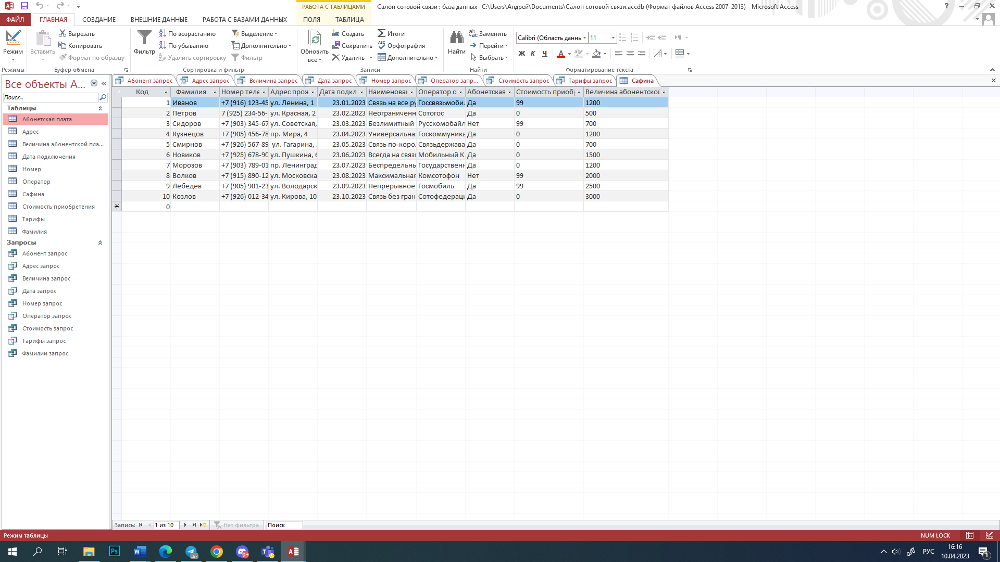 РАБОТА С ТАБЛИЦАМИ
Салон сотовой связи : база данных- C:\Users\Андрей\Documents\Салон сотовой связи.accdb (Формат файлов Access 2007–2013) - Microsoft Access
ФАЙЛ ГЛАВНАЯ СОЗДАНИЕ ВНЕШНИЕ ДАННЫЕ РАБОТА С БАЗАМИ ДАННЫХ ПОЛЯ ТАБЛИЦА
Режим
Режимы
Вставить
Вырезать
Копировать
Формат по образцу
Буфер обмена
Фильтр
По возрастанию
По убыванию
Удалить сортировку
Выделение
Дополнительно
Фильтр
Сортировка и фильтр
Обновить
все
Создать
Сохранить
Удалить
Итоги
Орфография
Дополнительно
Записи
Найти
Заменить
Перейти
Выбрать
Найти
Calibri (Область данны 11
Ж К Ч А
Форматирование текста
Все объекты A...
Поиск...
Таблицы
Абонетская плата
Адрес
Величина абонентской пла...
Дата подключения
Номер
Оператор
Сафина
Стоимость приобретения
Тарифы
Фамилия
Запросы
Абонент запрос
Адрес запрос
Величина запрос
Дата запрос
Номер запрос
Оператор запрос
Стоимость запрос
Тарифы запрос
Фамилии запрос
Абонент запрос Адрес запрос Величина запрос Дата запрос Номер запрос Оператор запр... Стоимость запрос Тарифы запрос Сафина
Код Фамилия Номер теле Адрес прож Дата подкл Наименован Оператор с Абонетская Стоимость приобр Величина абонентской
1 Иванов +7 (916) 123-45 ул. Ленина, 1 23.01.2023 Связь на все ру Госсвязьмоби. Да 99 1200
2 Петров 7 (925) 234-56- ул. Красная, 2 23.02.2023 Неограниченн Сотогос Да 0 500
3 Сидоров +7 (903) 345-67 ул. Советская, 23.03.2023 Безлимитный Русскомобайл Нет 99 700
4 Кузнецов +7 (905) 456-78 пр. Мира, 4 23.04.2023 Универсальна Госкоммуника Да 0 1200
5 Смирнов +7 (926) 567-89 ул. Гагарина, 23.05.2023 Связь по-коро. Связьдержава Да 0 700
6 Новиков +7 (925) 678-90 ул. Пушкина, 6 23.06.2023 Всегда на связи Мобильный К Да 0 1500
7 Морозов +7 (903) 789-01 пр. Ленинград 23.07.2023 Беспредельны Государственн Да 0 1200
8 Волков +7 (915) 890-12 ул. Московска 23.08.2023 Максимальная Комсотофон Нет 99 2000
9 Лебедев +7 (905) 901-23 ул. Володарск 23.09.2023 Непрерывное Госмобиль Да 99 2500
10 Козлов +7 (926) 012-34 ул. Кирова, 10 23.10.2023 Связь без гран Сотофедераци Да 0 3000
0
Запись: 1 из 10 Нет фильтра Поиск
Режим таблицы NUM LOCK
РУС 16:16
10.04.2023